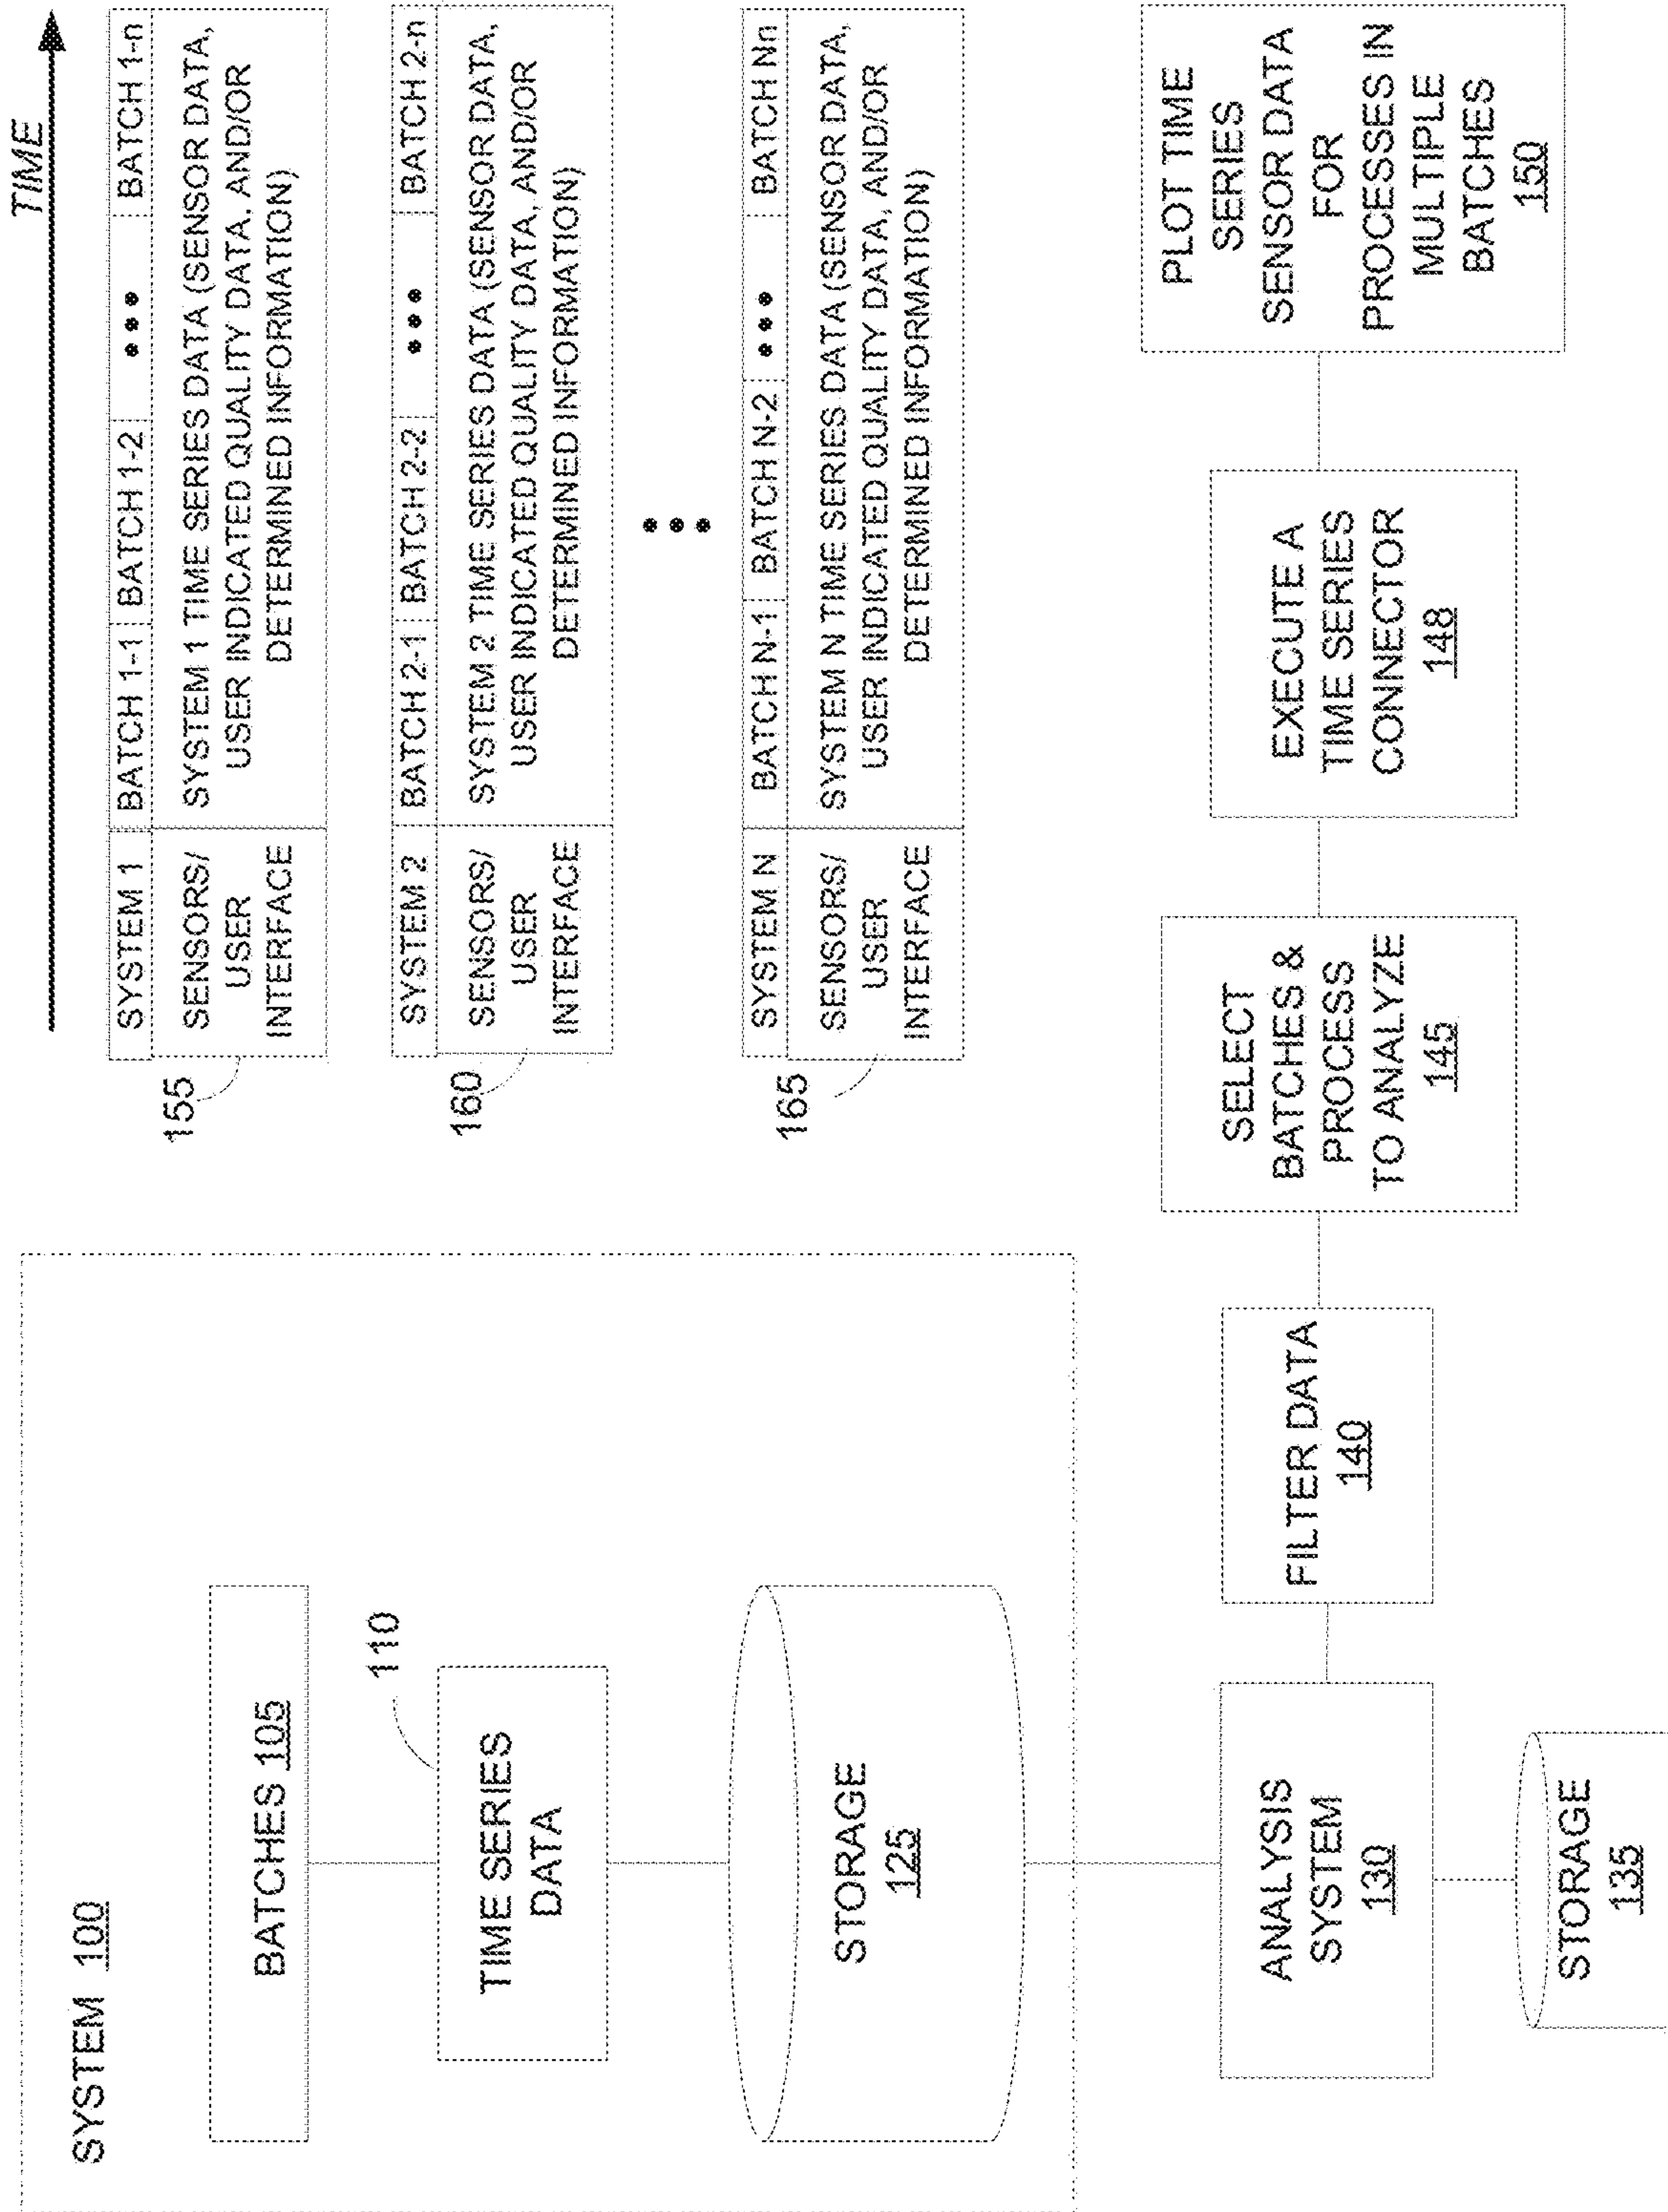 SYSTEM 100
BATCHES 105
110
TIME SERIES
DATA
STORAGE
125
ANALYSIS
SYSTEM
130
STORAGE
135
FILTER DATA
140
SELECT
BATCHES &
PROCESS
TO ANALYZE
145
EXECUTE A
TIME SERIES
CONNECTOR
148
PLOT TIME
SERIES
SENSOR DATA
FOR
PROCESSES IN
MULTIPLE
BATCHES
150
TIME
SYSTEM 1 BATCH 1-1 BATCH 1-2 ••• BATCH 1-n
SENSORS/
USER
INTERFACE
SYSTEM 1 TIME SERIES DATA (SENSOR DATA,
USER INDICATED QUALITY DATA, AND/OR
DETERMINED INFORMATION)
155
SYSTEM 2 BATCH 2-1 BATCH 2-2 ••• BATCH 2-n
SENSORS/
USER
INTERFACE
SYSTEM 2 TIME SERIES DATA (SENSOR DATA,
USER INDICATED QUALITY DATA, AND/OR
DETERMINED INFORMATION)
160
•••
SYSTEM N BATCH N-1 BATCH N-2 ••• BATCH Nn
SENSORS/
USER
INTERFACE
SYSTEM N TIME SERIES DATA (SENSOR DATA,
USER INDICATED QUALITY DATA, AND/OR
DETERMINED INFORMATION)
165